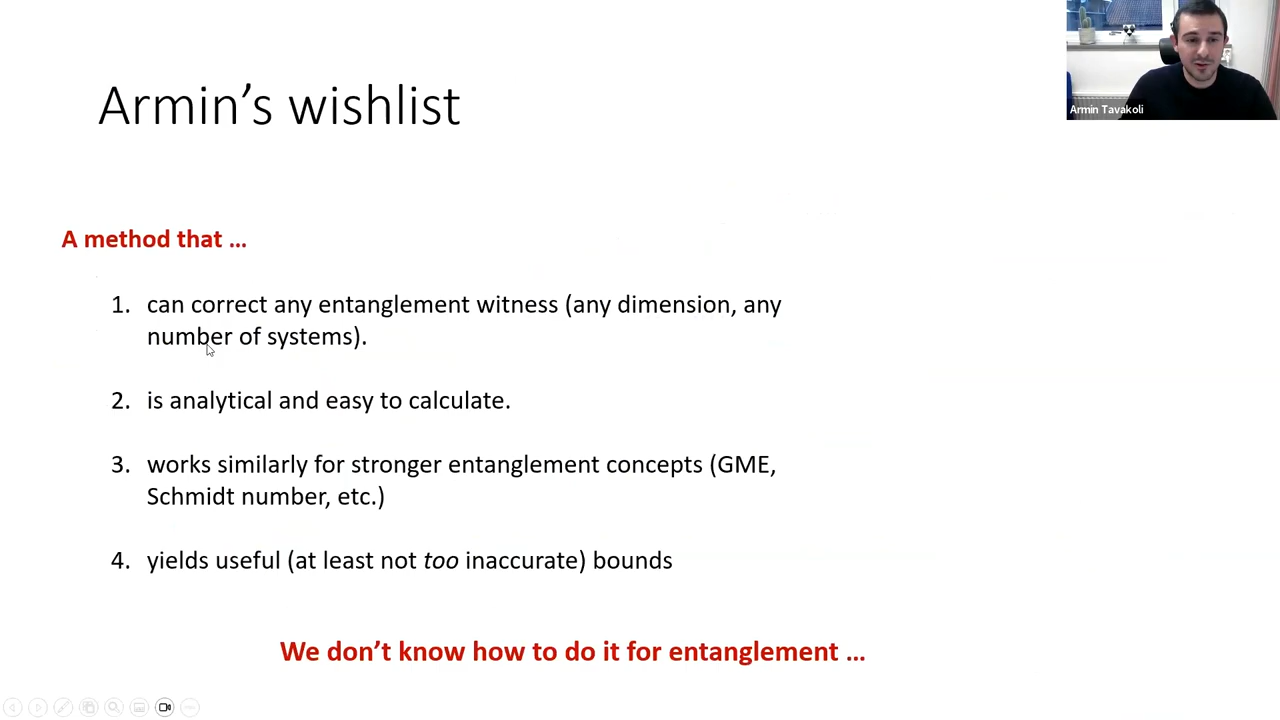 Armin's wishlist
Armin Tavakoli
A method that …
1. can correct any entanglement witness (any dimension, any
number of systems).
2. is analytical and easy to calculate.
3. works similarly for stronger entanglement concepts (GME,
Schmidt number, etc.)
4. yields useful (at least not too inaccurate) bounds
We don't know how to do it for entanglement …